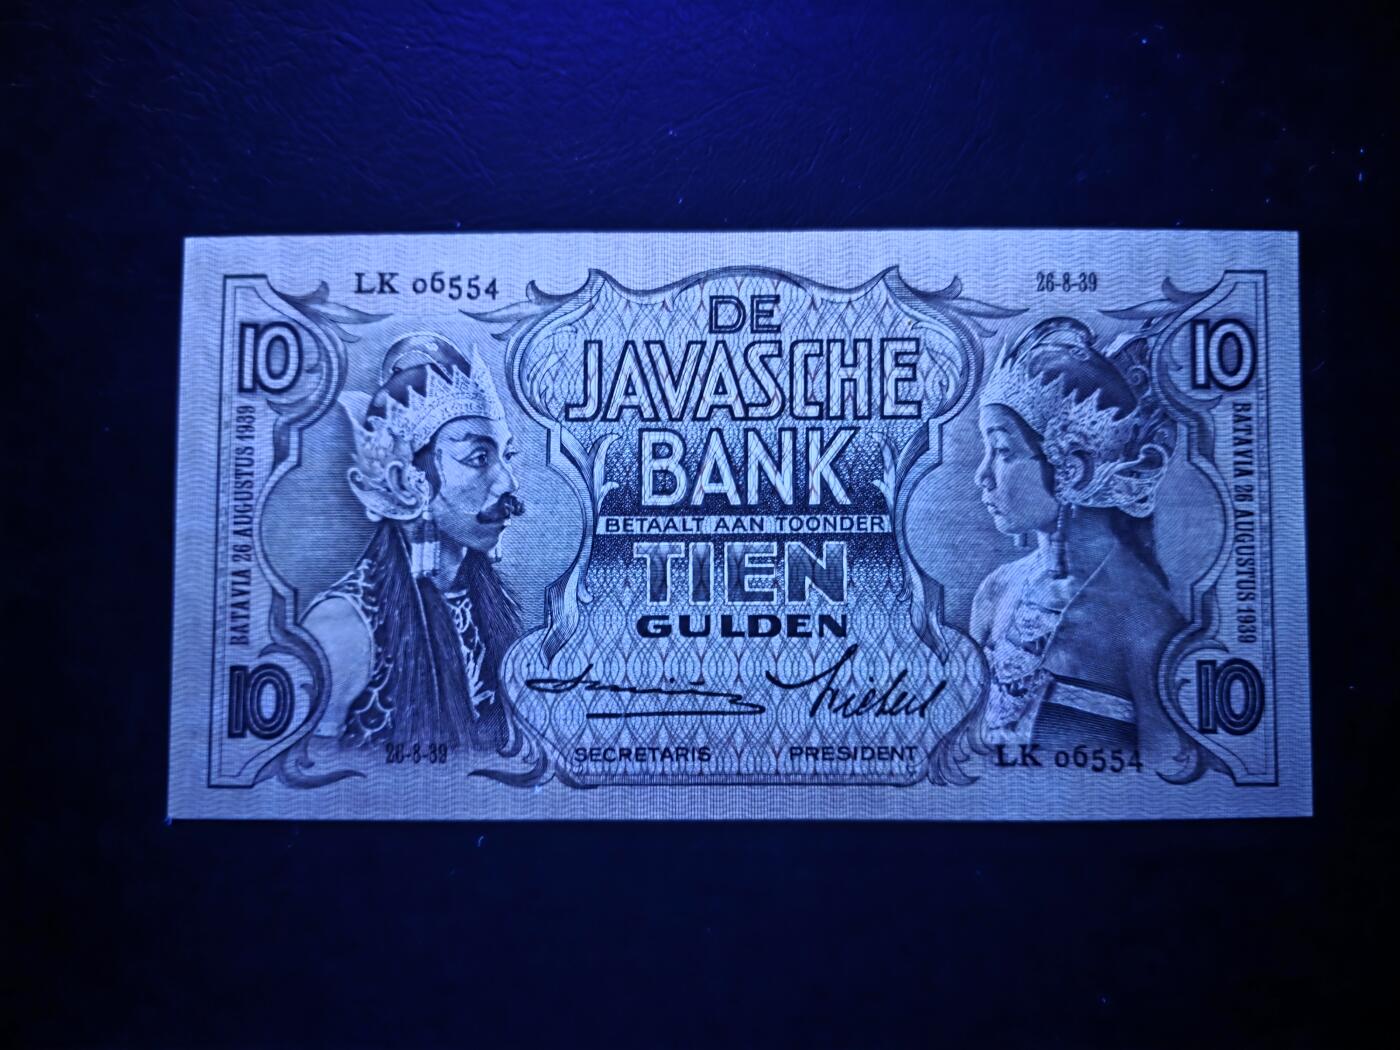 LK 06554
26-8-39
10
10
BATAVIA 26 AUGUSTUS 1939
BATAVIA 26 AUGUSTUS 1939
DE
JAVASCHE
BANK
BETAALT AAN TOONDER
TIEN
GULDEN
10
10
SECRETARIS
PRESIDENT
26-8-39
LK 06554